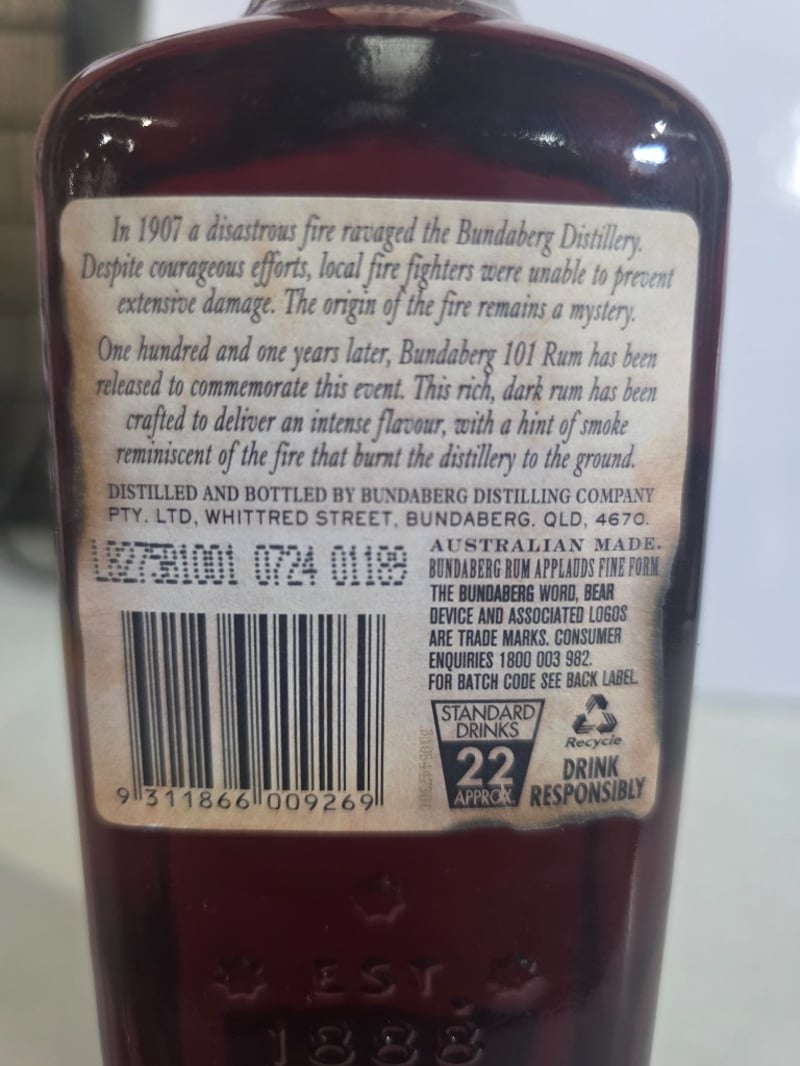 In 1907 a disastrous fire ravaged the Bundaberg Distillery.
Despite courageous efforts, local fire fighters were unable to prevent
extensive damage. The origin of the fire remains a mystery.
One hundred and one years later, Bundaberg 101 Rum has been
released to commemorate this event. This rich, dark rum has been
crafted to deliver an intense flavour, with a hint of smoke
reminiscent of the fire that burnt the distillery to the ground.
DISTILLED AND BOTTLED BY BUNDABERG DISTILLING COMPANY
PTY. LTD, WHITTRED STREET, BUNDABERG. QLD, 4670.
L8275B1001 0724 01189
AUSTRALIAN MADE.
BUNDABERG RUM APPLAUDS FINE FORM
THE BUNDABERG WORD, BEAR
DEVICE AND ASSOCIATED LOGOS
ARE TRADE MARKS. CONSUMER
ENQUIRIES 1800 003 982.
FOR BATCH CODE SEE BACK LABEL.
9 311866 009269
STANDARD
DRINKS
22
APPROX.
Recycle
DRINK
RESPONSIBLY
EST.
1888